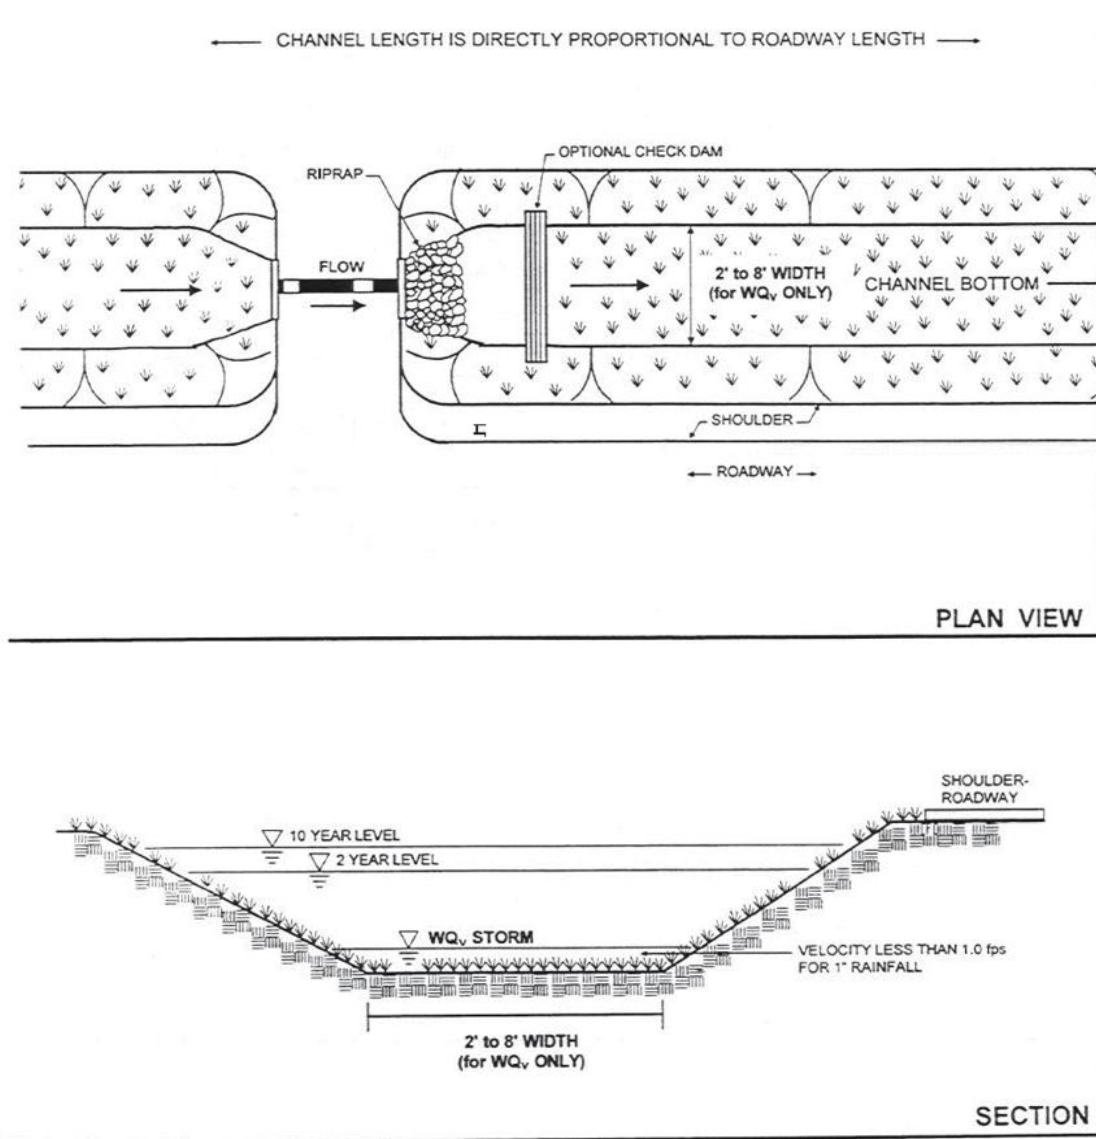 CHANNEL LENGTH IS DIRECTLY PROPORTIONAL TO ROADWAY LENGTH
OPTIONAL CHECK DAM
RIPRAP
FLOW
2' to 8' WIDTH
(for WQᵥ ONLY)
CHANNEL BOTTOM
SHOULDER
ROADWAY
PLAN VIEW
SHOULDER-
ROADWAY
10 YEAR LEVEL
2 YEAR LEVEL
WQᵥ STORM
VELOCITY LESS THAN 1.0 fps
FOR 1" RAINFALL
2' to 8' WIDTH
(for WQᵥ ONLY)
SECTION